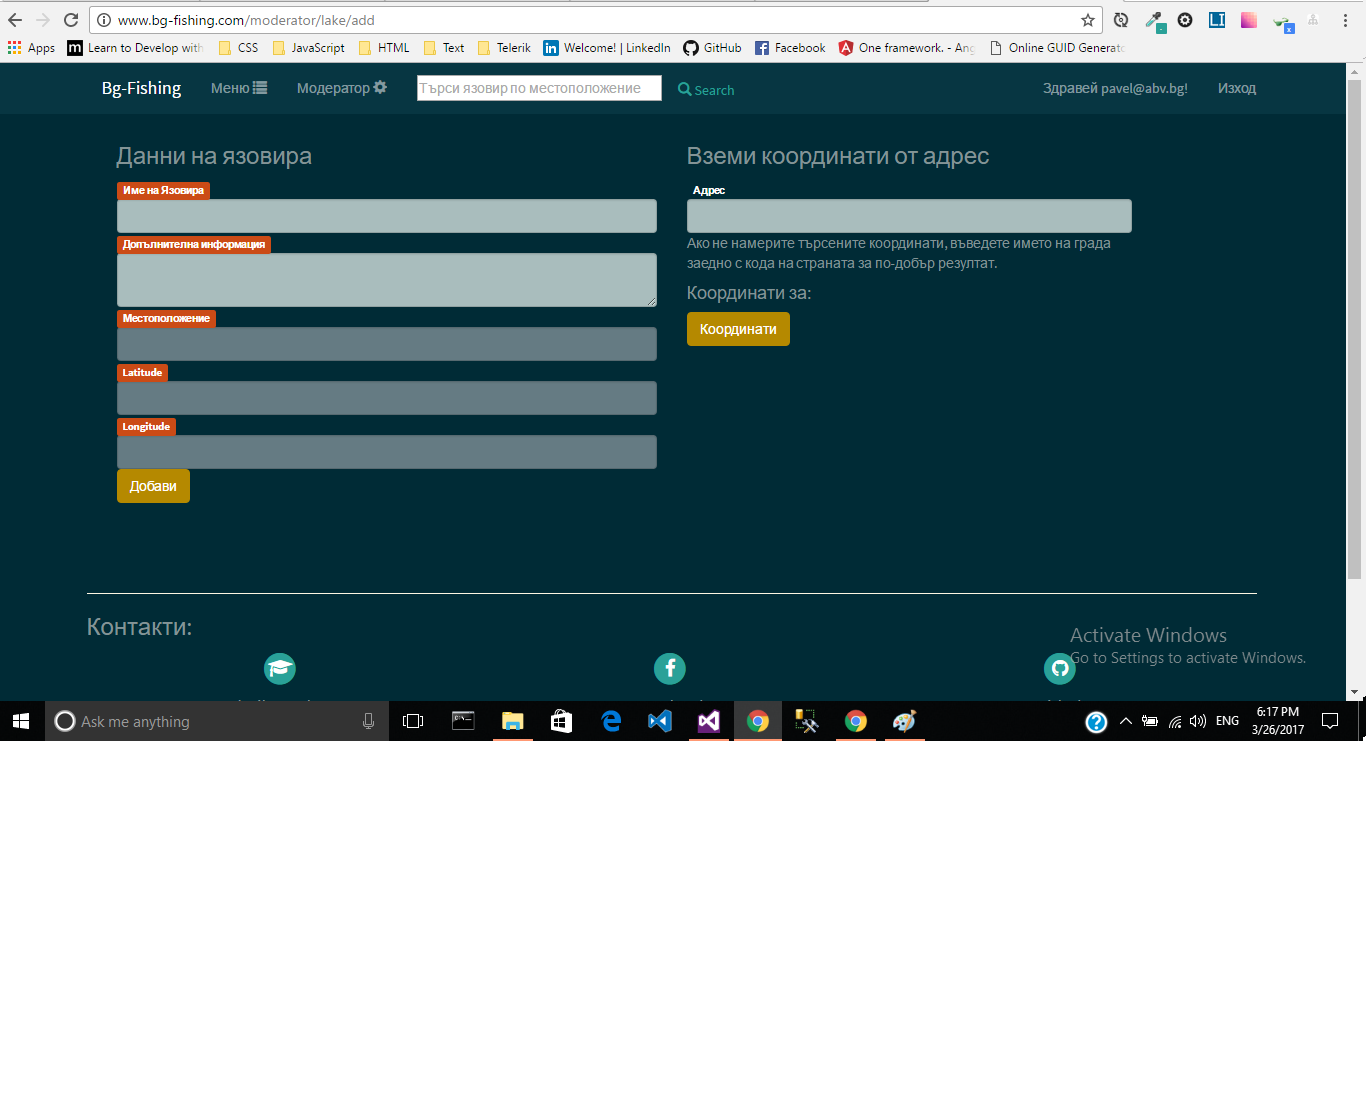 www.bg-fishing.com/moderator/lake/add
Apps Learn to Develop with CSS JavaScript HTML Text Telerik Welcome! | LinkedIn GitHub Facebook One framework. - Ang Online GUID Generato
Bg-Fishing Меню Модератор Търси язовир по местоположение Search Здравей pavel@abv.bg! Изход
Данни на язовира
Име на Язовира
Допълнителна информация
Местоположение
Latitude
Longitude
Добави
Вземи координати от адрес
Адрес
Ако не намерите търсените координати, въведете името на града
заедно с кода на страната за по-добър резултат.
Координати за:
Координати
Контакти:
Activate Windows
Go to Settings to activate Windows.
Ask me anything
ENG
6:17 PM
3/26/2017